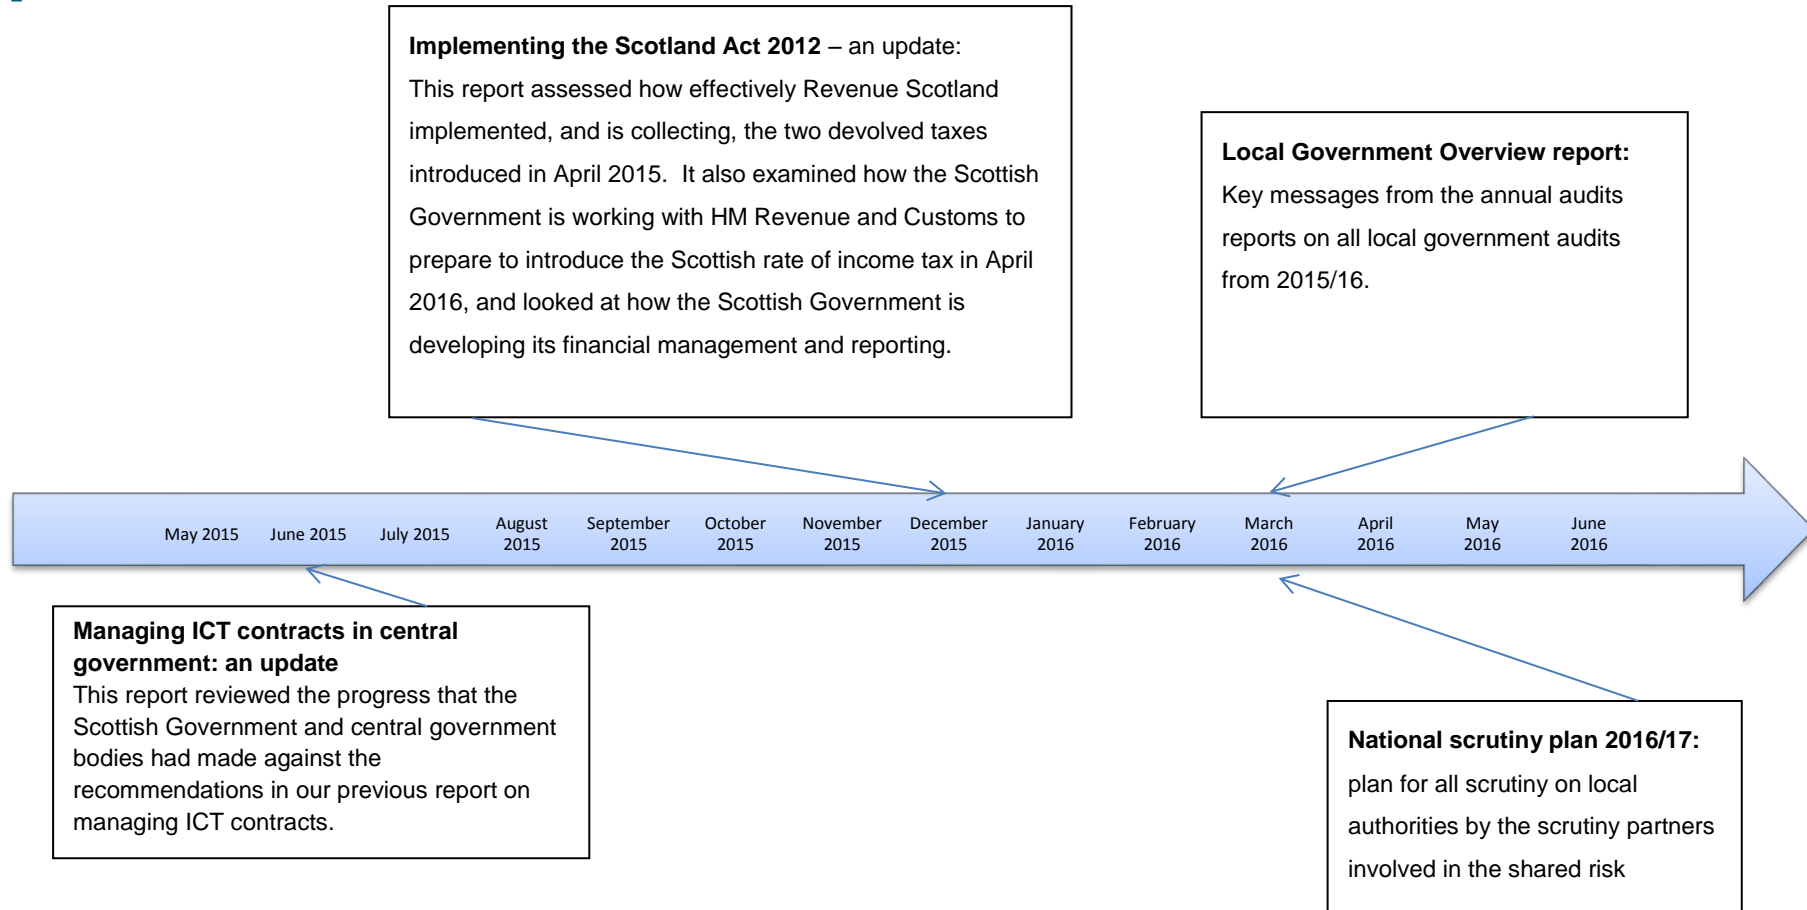 Implementing the Scotland Act 2012 – an update:
This report assessed how effectively Revenue Scotland
implemented, and is collecting, the two devolved taxes
introduced in April 2015.  It also examined how the Scottish
Government is working with HM Revenue and Customs to
prepare to introduce the Scottish rate of income tax in April
2016, and looked at how the Scottish Government is
developing its financial management and reporting.
Local Government Overview report:
Key messages from the annual audits
reports on all local government audits
from 2015/16.
May 2015
June 2015
July 2015
August
2015
September
2015
October
2015
November
2015
December
2015
January
2016
February
2016
March
2016
April
2016
May
2016
June
2016
Managing ICT contracts in central
government: an update
This report reviewed the progress that the
Scottish Government and central government
bodies had made against the
recommendations in our previous report on
managing ICT contracts.
National scrutiny plan 2016/17:
plan for all scrutiny on local
authorities by the scrutiny partners
involved in the shared risk